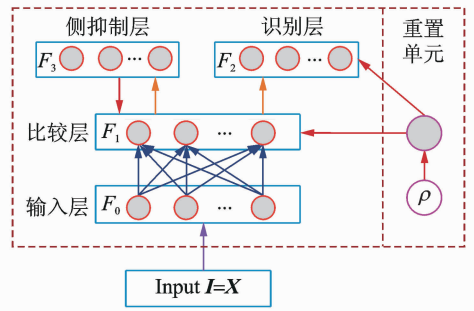 侧抑制层
识别层
重置
单元
F₃ ...
F₂ ...
比较层 F₁ ...
输入层 F₀ ...
ρ
Input I=X